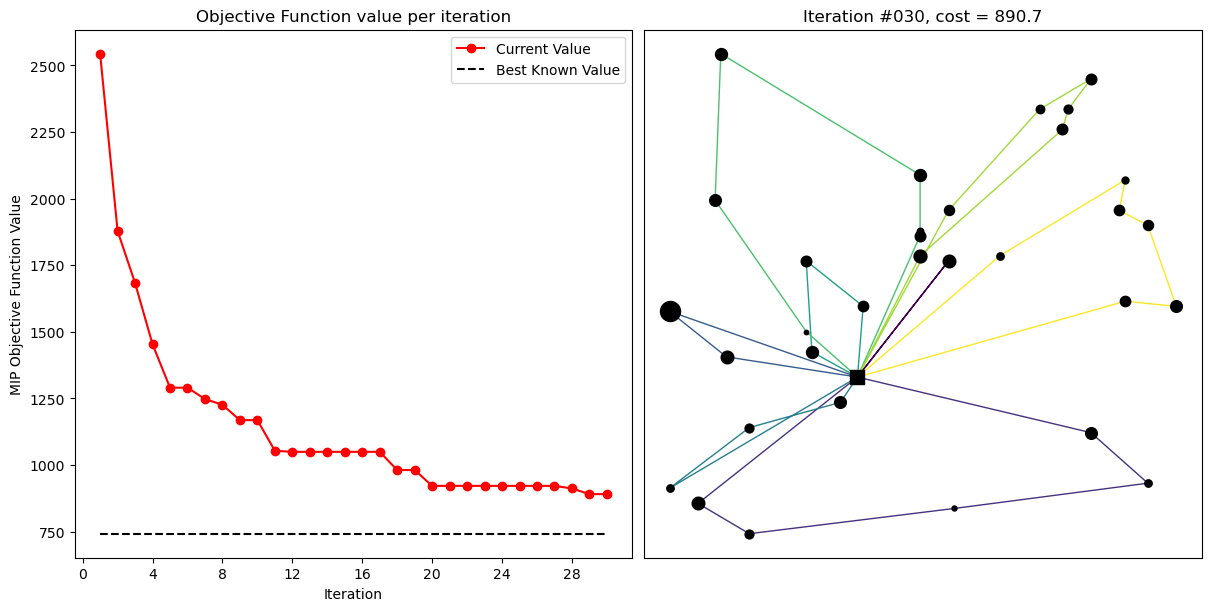 Objective Function value per iteration
Iteration #030, cost = 890.7
Current Value
Best Known Value
MIP Objective Function Value
2500
2250
2000
1750
1500
1250
1000
750
0 4 8 12 16 20 24 28
Iteration